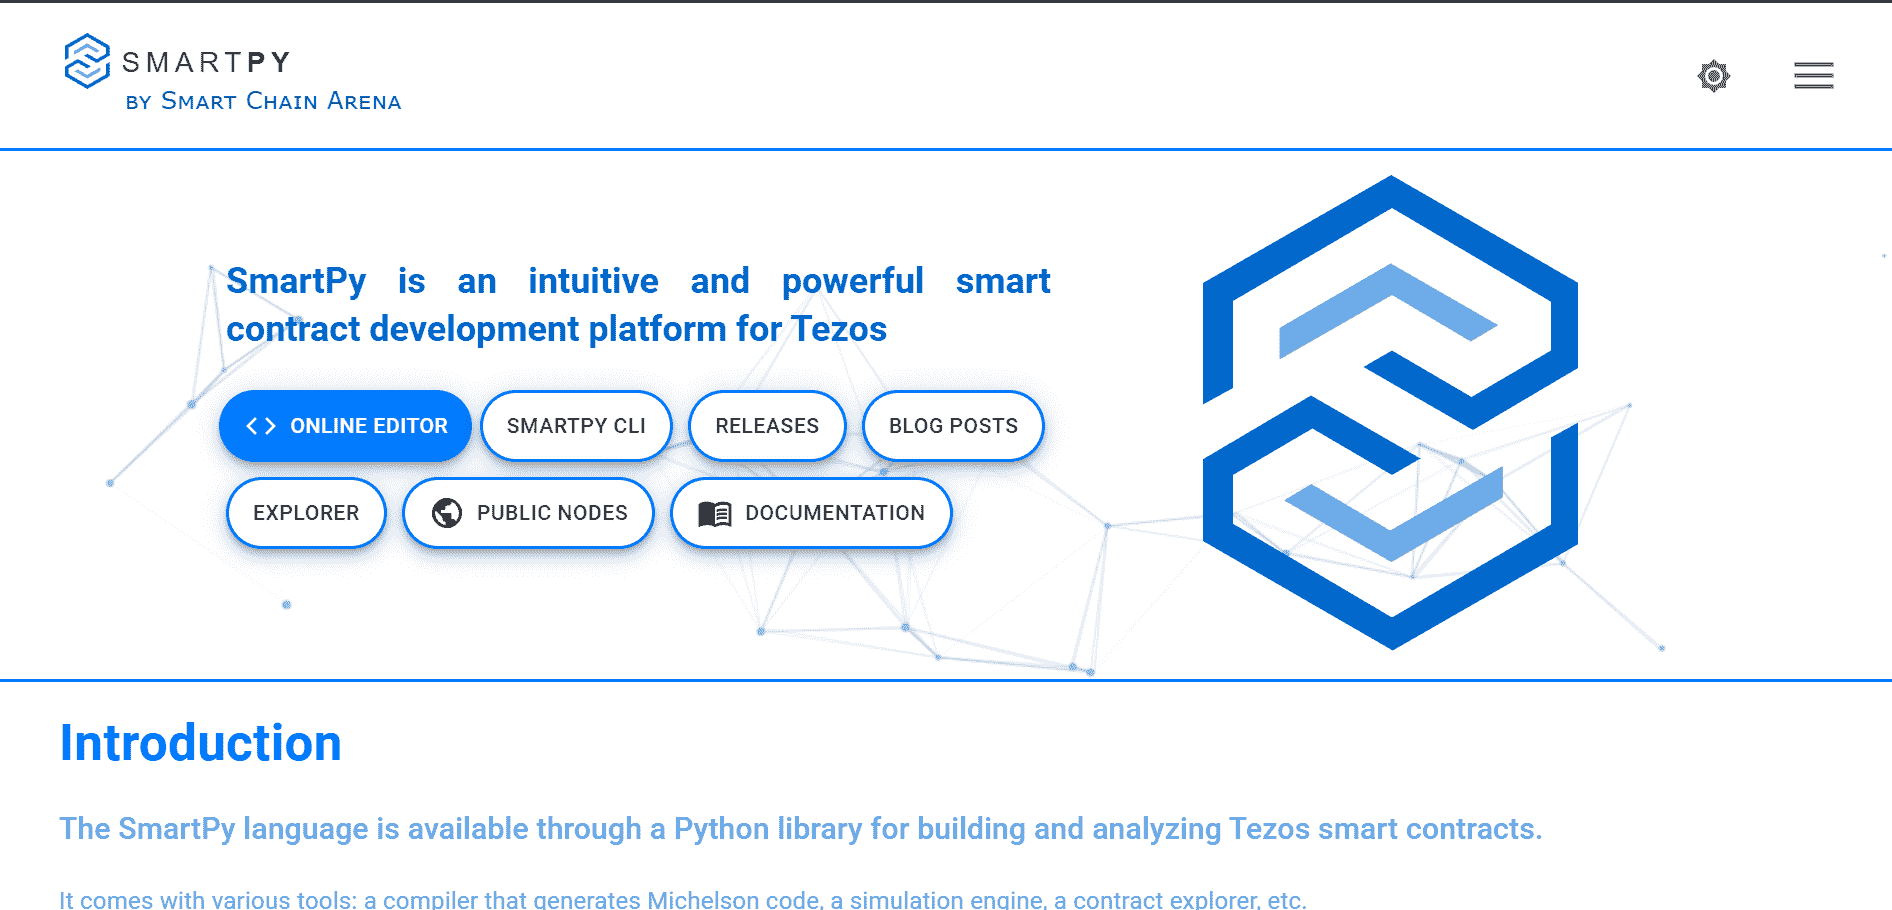 SMARTPY
BY SMART CHAIN ARENA
SmartPy is an intuitive and powerful smart
contract development platform for Tezos
ONLINE EDITOR
SMARTPY CLI
RELEASES
BLOG POSTS
EXPLORER
PUBLIC NODES
DOCUMENTATION
Introduction
The SmartPy language is available through a Python library for building and analyzing Tezos smart contracts.
It comes with various tools: a compiler that generates Michelson code, a simulation engine, a contract explorer, etc.